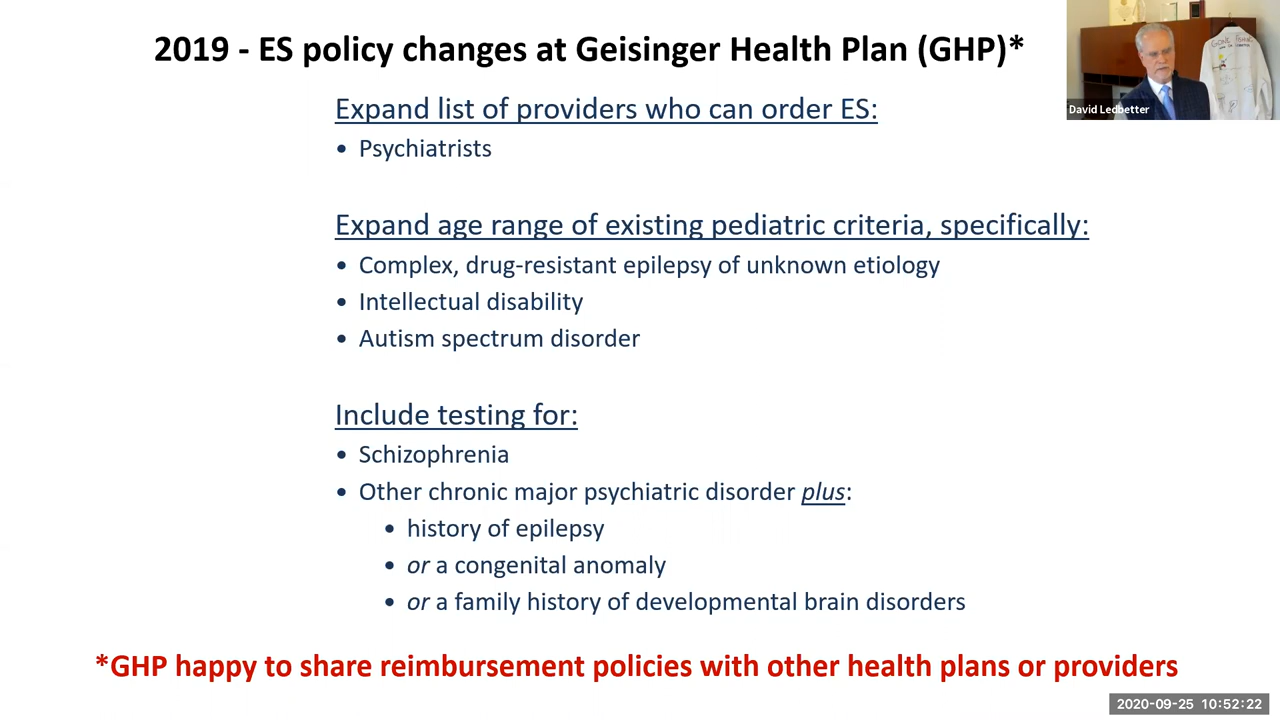 2019 - ES policy changes at Geisinger Health Plan (GHP)*
David Ledbetter
Expand list of providers who can order ES:
• Psychiatrists
Expand age range of existing pediatric criteria, specifically:
• Complex, drug-resistant epilepsy of unknown etiology
• Intellectual disability
• Autism spectrum disorder
Include testing for:
• Schizophrenia
• Other chronic major psychiatric disorder plus:
• history of epilepsy
• or a congenital anomaly
• or a family history of developmental brain disorders
*GHP happy to share reimbursement policies with other health plans or providers
2020-09-25 10:52:22